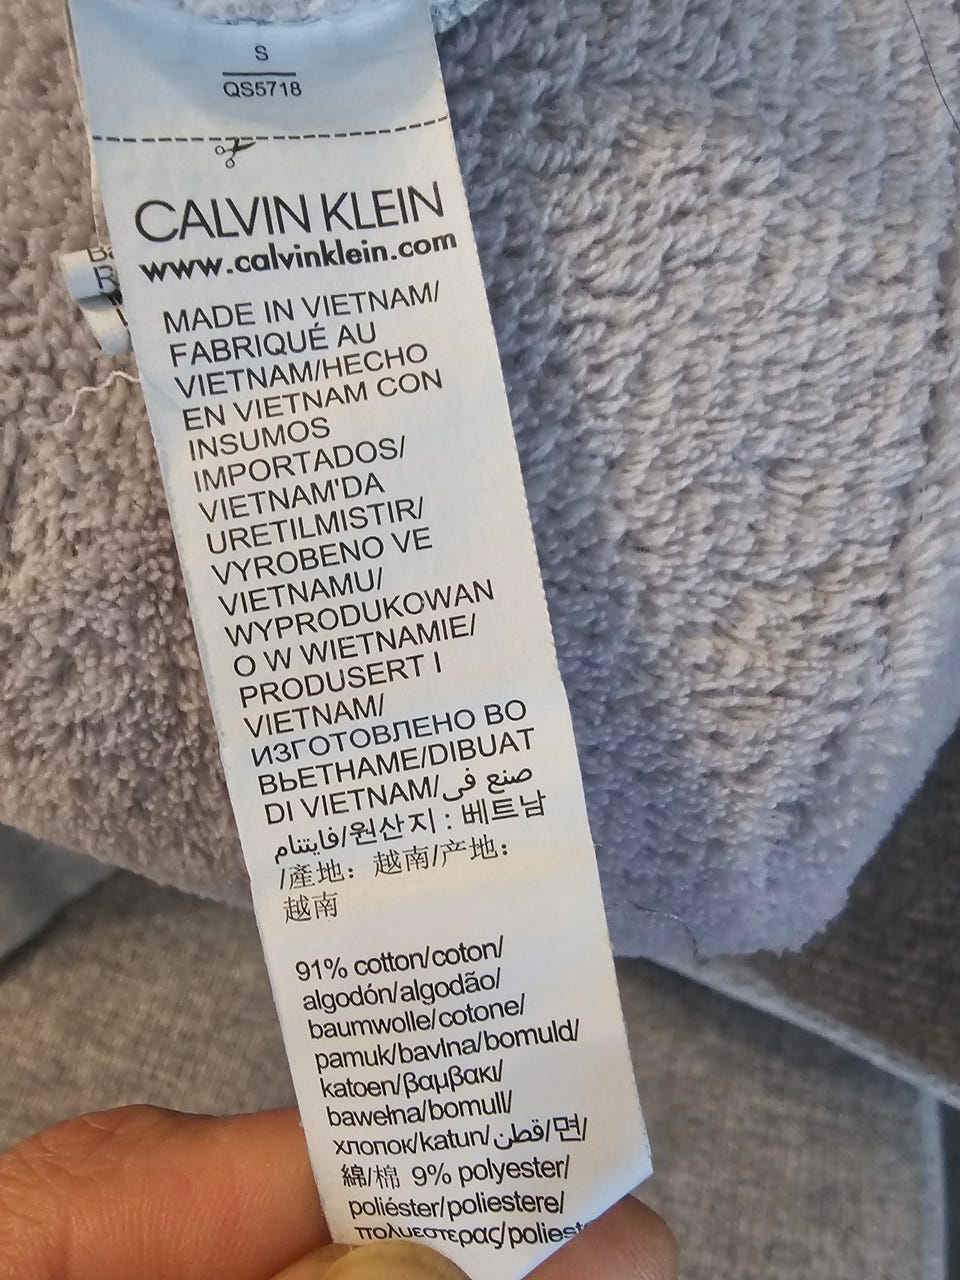 S
QS5718
CALVIN KLEIN
www.calvinklein.com
MADE IN VIETNAM/
FABRIQUÉ AU
VIETNAM/HECHO
EN VIETNAM CON
INSUMOS
IMPORTADOS/
VIETNAM'DA
URETILMISTIR/
VYROBENO VE
VIETNAMU/
WYPRODUKOWAN
O W WIETNAMIE/
PRODUSERT I
VIETNAM/
ИЗГОТОВЛЕНО ВО
ВЬЕТНАМЕ/DIBUAT
DI VIETNAM/صنع في
فايتنام/원산지 : 베트남
/產地：越南/产地：
越南
91% cotton/coton/
algodón/algodão/
baumwolle/cotone/
pamuk/bavlna/bomuld/
katoen/βαμβακι/
bawełna/bomull/
хлопок/katun/قطن/면/
綿/棉 9% polyester/
poliéster/poliestere/
πολυεστερας/poliest